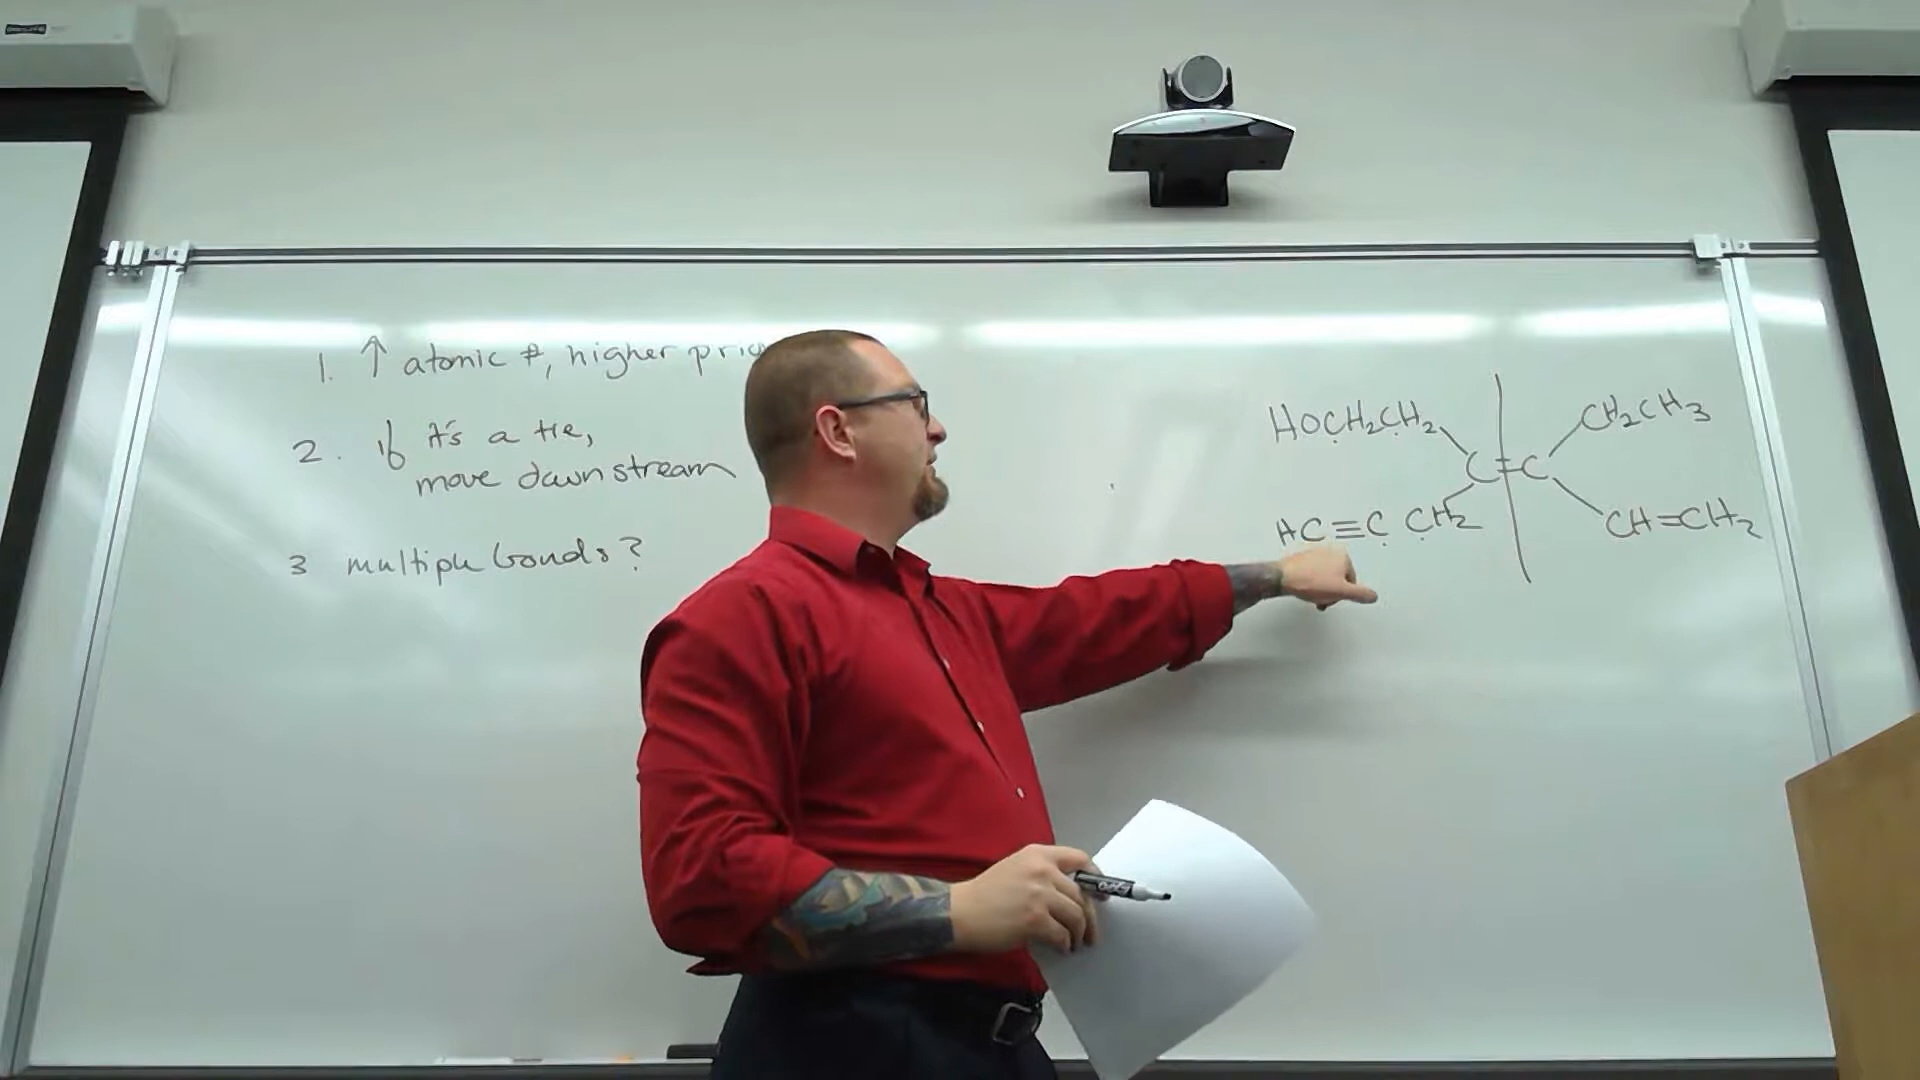 1. ↑ atomic #, higher prio
2. if it's a tie,
move downstream
3 multiple bonds?
HOCH₂CH₂ CH₂CH₃
C=C
HC≡C CH₂ CH=CH₂
EXPO